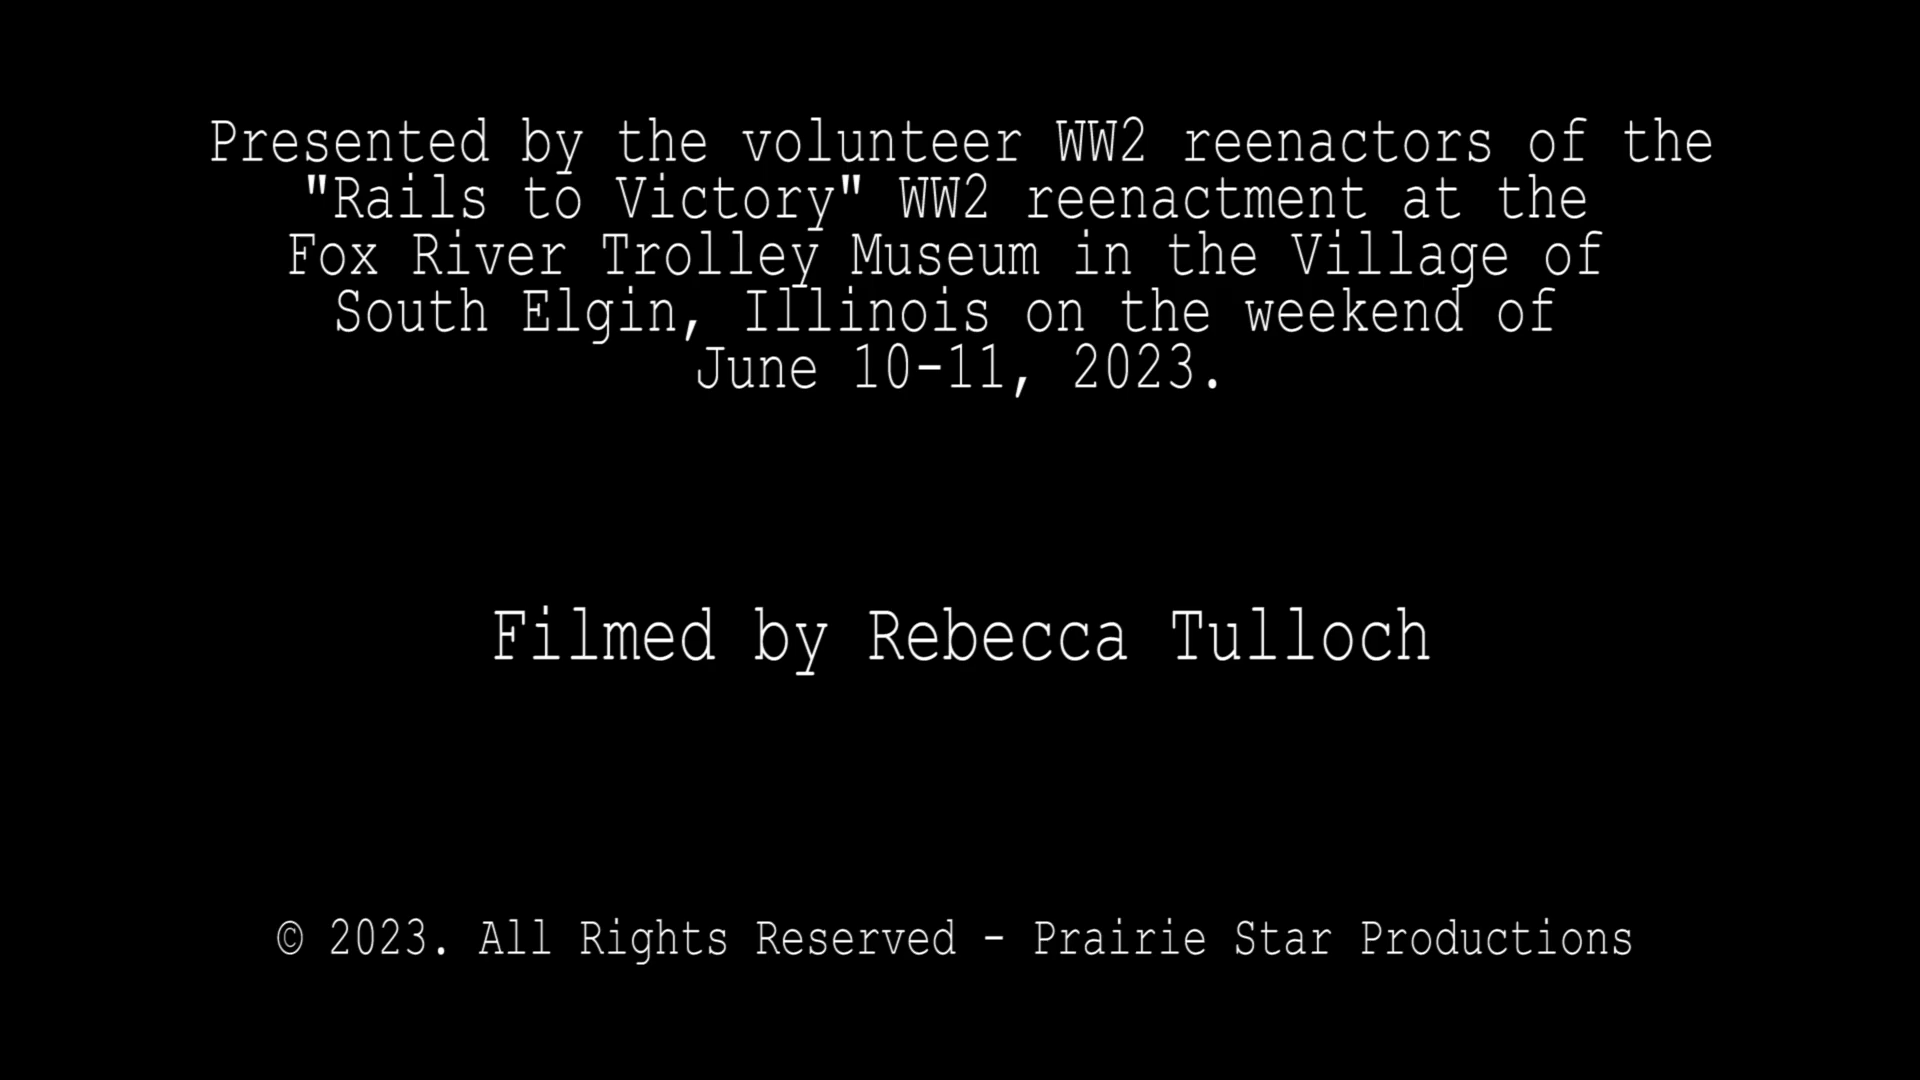 Presented by the volunteer WW2 reenactors of the
"Rails to Victory" WW2 reenactment at the
Fox River Trolley Museum in the Village of
South Elgin, Illinois on the weekend of
June 10-11, 2023.
Filmed by Rebecca Tulloch
© 2023. All Rights Reserved - Prairie Star Productions